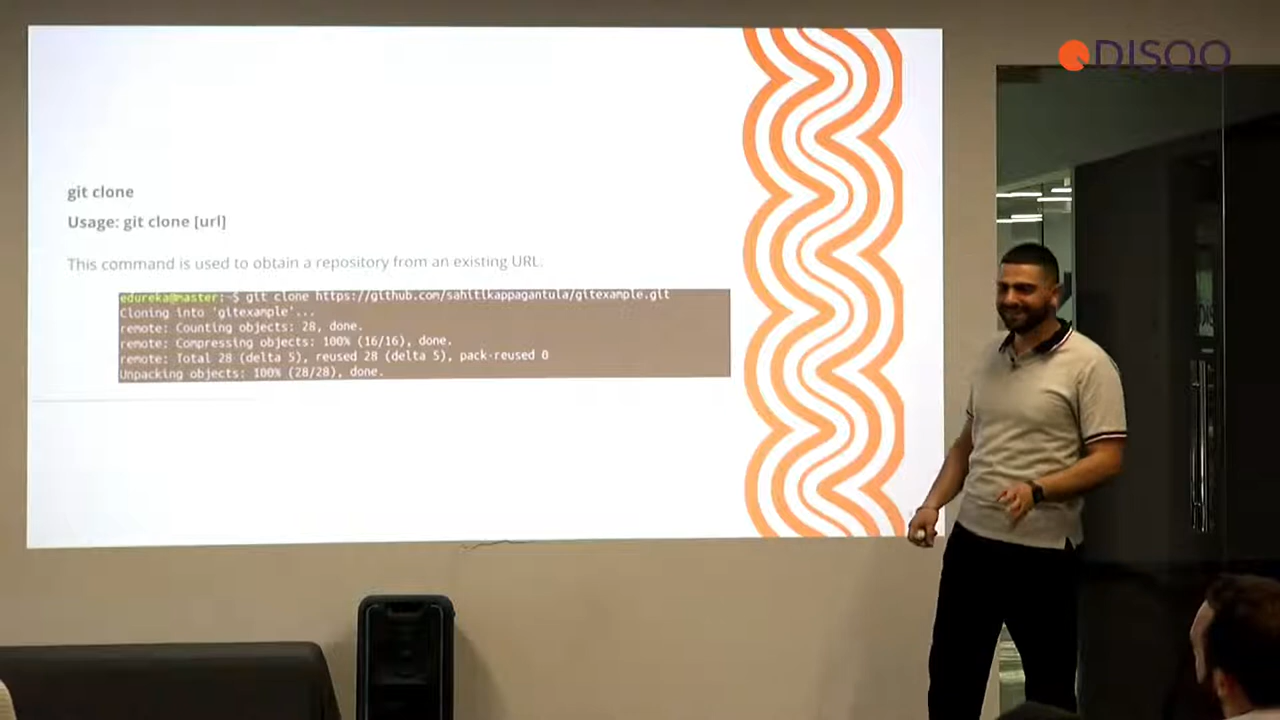 DISQO
git clone
Usage: git clone [url]
This command is used to obtain a repository from an existing URL.
edureka@master:~$ git clone https://github.com/sahitikappagantula/gitexample.git
Cloning into 'gitexample'...
remote: Counting objects: 28, done.
remote: Compressing objects: 100% (16/16), done.
remote: Total 28 (delta 5), reused 28 (delta 5), pack-reused 0
Unpacking objects: 100% (28/28), done.